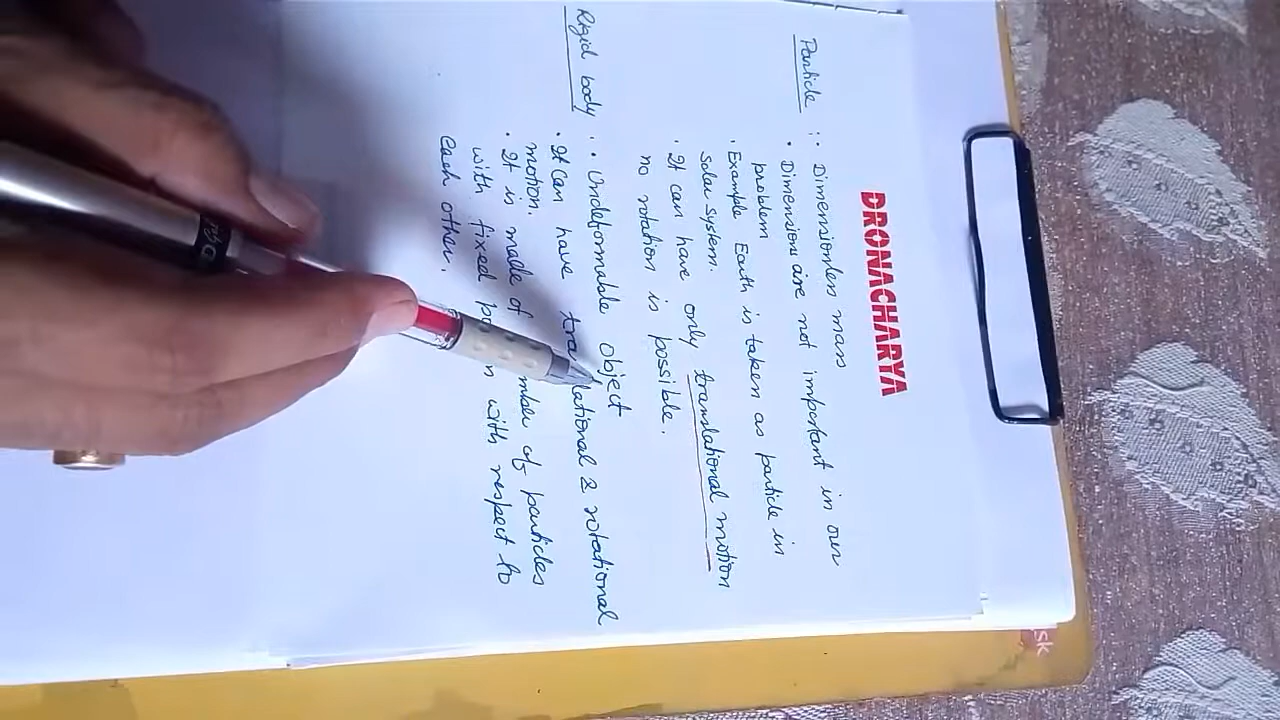 DRONACHARYA
Particle : • Dimensionless mass
• Dimensions are not important in our
problem
• Example Earth is taken as particle in
Solar system.
• It can have only translational motion
no rotation is possible.
Rigid body : • Undeformable object
• It can have translational & rotational
motion.
• It is made of particles
with fixed with respect to
each other.
sk